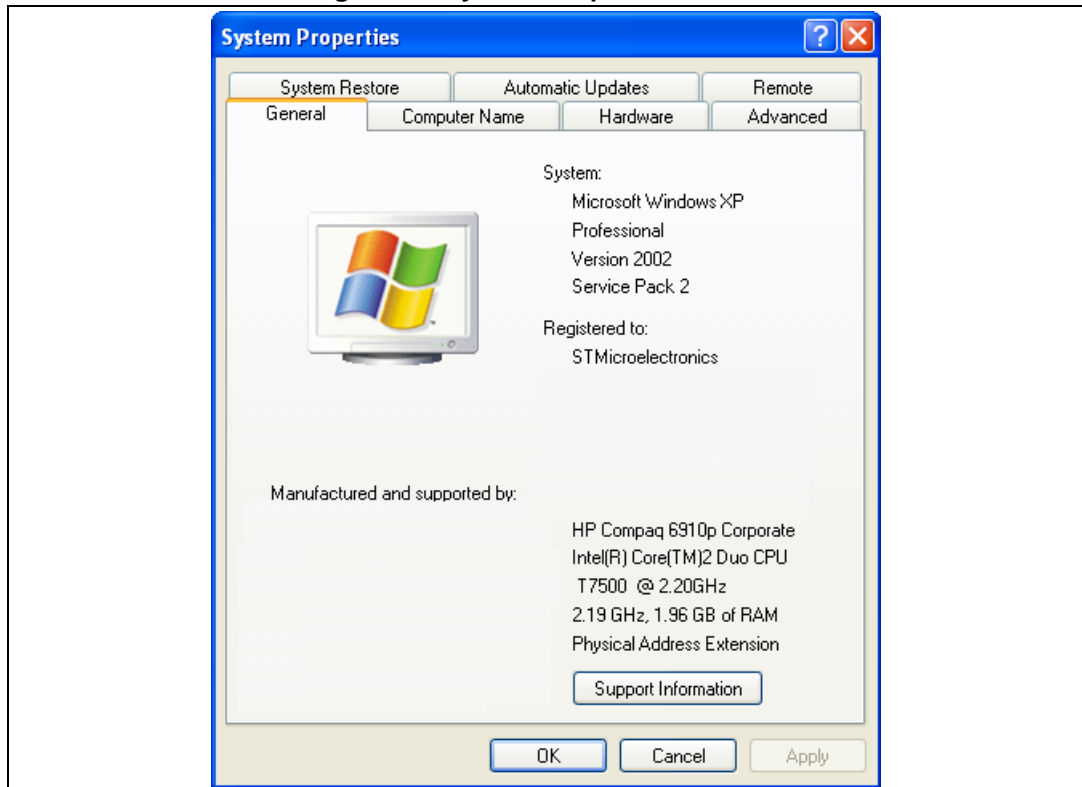 System Properties
System Restore Automatic Updates Remote
General Computer Name Hardware Advanced
System:
Microsoft Windows XP
Professional
Version 2002
Service Pack 2
Registered to:
STMicroelectronics
Manufactured and supported by:
HP Compaq 6910p Corporate
Intel(R) Core(TM)2 Duo CPU
T7500 @ 2.20GHz
2.19 GHz, 1.96 GB of RAM
Physical Address Extension
Support Information
OK Cancel Apply